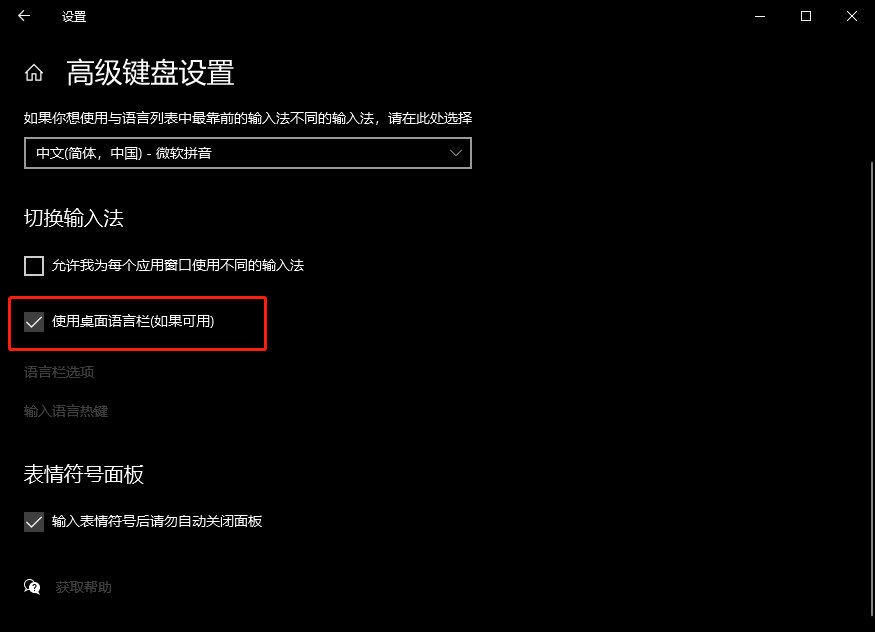 设置
高级键盘设置
如果你想使用与语言列表中最靠前的输入法不同的输入法，请在此处选择
中文(简体，中国) - 微软拼音
切换输入法
允许我为每个应用窗口使用不同的输入法
使用桌面语言栏(如果可用)
语言栏选项
输入语言热键
表情符号面板
输入表情符号后请勿自动关闭面板
获取帮助